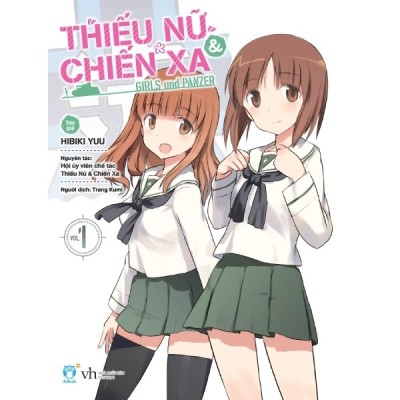 THIẾU NỮ
& CHIẾN XA
GIRLS und PANZER
Tác giả
HIBIKI YUU
Nguyên tác:
Hội ủy viên chế tác
Thiếu Nữ & Chiến Xa
Người dịch: Trang Kumi
VOL. 1
vh